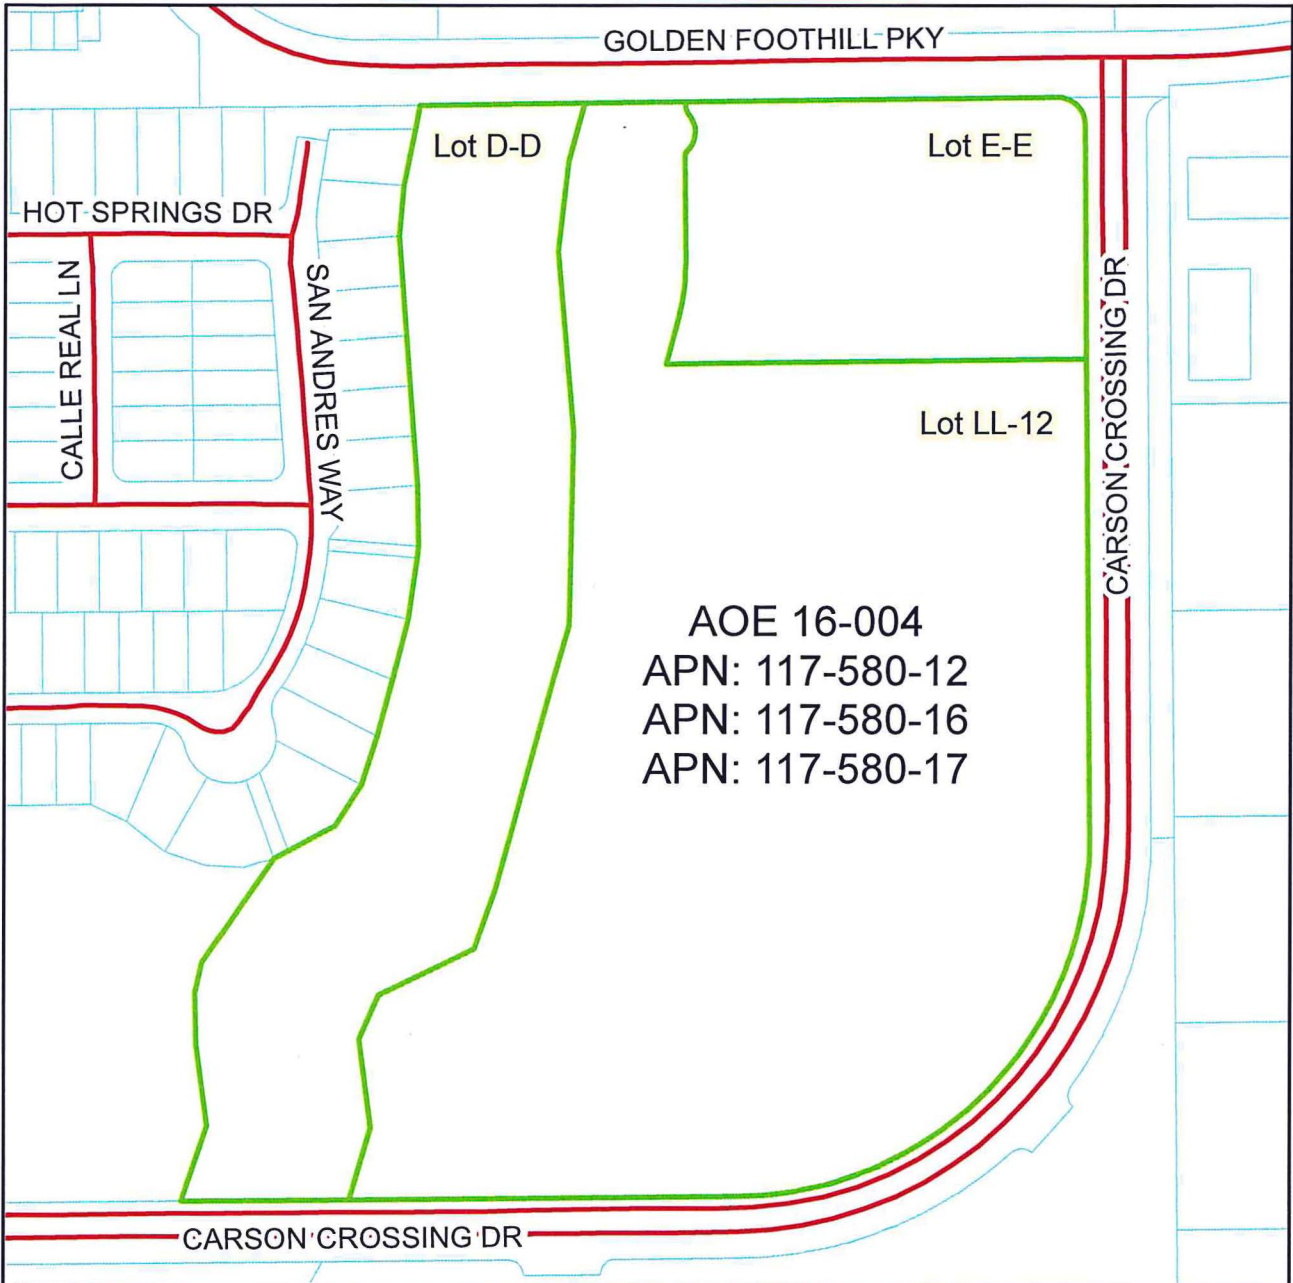 GOLDEN FOOTHILL PKY
Lot D-D
Lot E-E
HOT SPRINGS DR
CALLE REAL LN
SAN ANDRES WAY
CARSON CROSSING DR
Lot LL-12
AOE 16-004
APN: 117-580-12
APN: 117-580-16
APN: 117-580-17
CARSON CROSSING DR